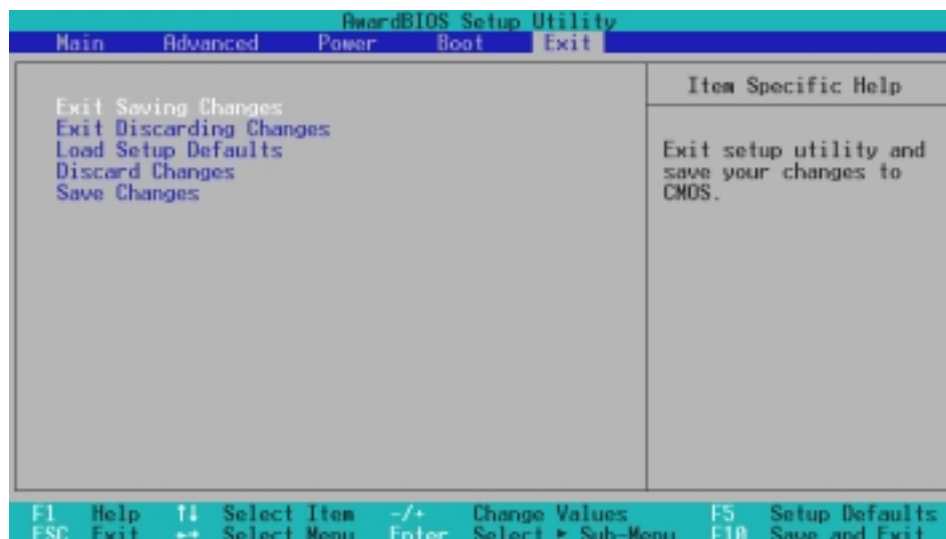 AwardBIOS Setup Utility
Main Advanced Power Boot Exit
Item Specific Help
Exit Saving Changes
Exit Discarding Changes
Load Setup Defaults
Discard Changes
Save Changes
Exit setup utility and
save your changes to
CMOS.
F1 Help ↑↓ Select Item -/+ Change Values F5 Setup Defaults
ESC Exit ←→ Select Menu Enter Select ► Sub-Menu F10 Save and Exit